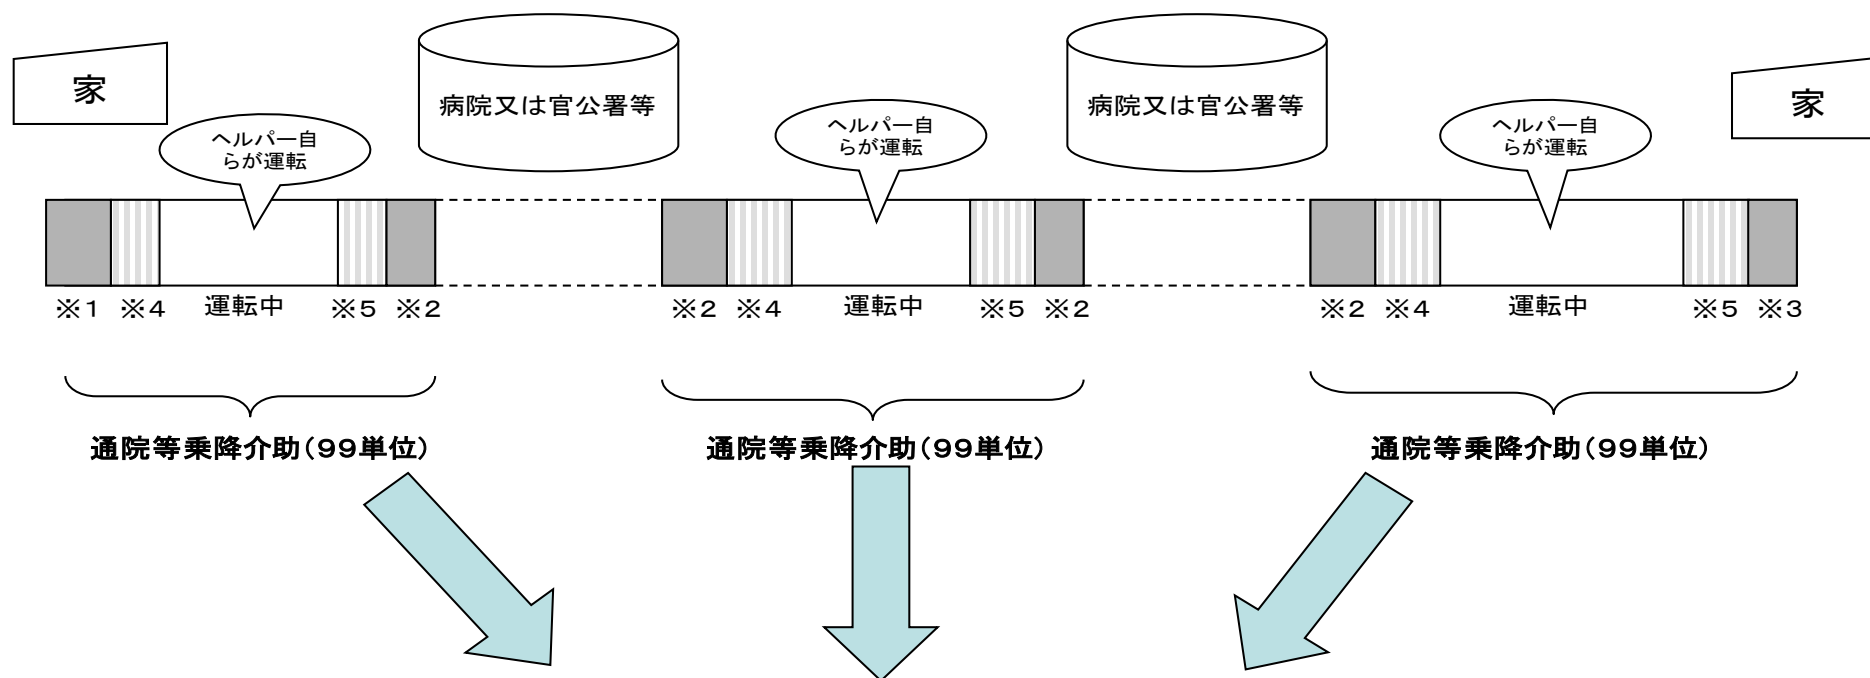 家
病院又は官公署等
病院又は官公署等
家
ヘルパー自
らが運転
ヘルパー自
らが運転
ヘルパー自
らが運転
※1 ※4 運転中 ※5 ※2
※2 ※4 運転中 ※5 ※2
※2 ※4 運転中 ※5 ※3
通院等乗降介助(99単位)
通院等乗降介助(99単位)
通院等乗降介助(99単位)